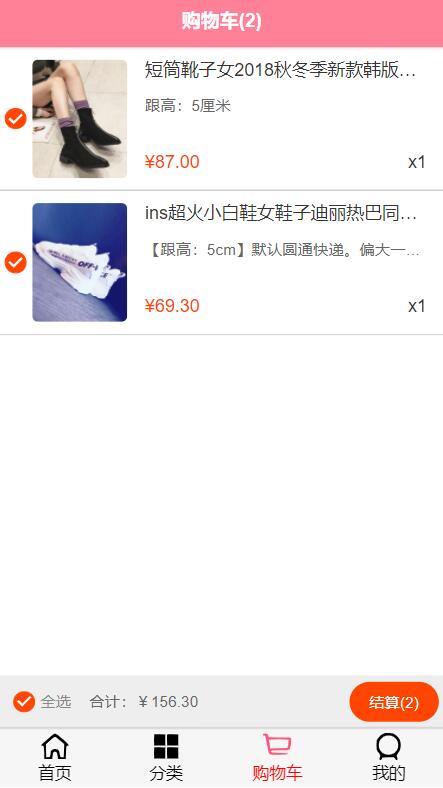 购物车(2)
短筒靴子女2018秋冬季新款韩版…
跟高：5厘米
¥87.00
x1
ins超火小白鞋女鞋子迪丽热巴同…
【跟高：5cm】默认圆通快递。偏大一…
¥69.30
x1
全选
合计：￥156.30
结算(2)
首页
分类
购物车
我的